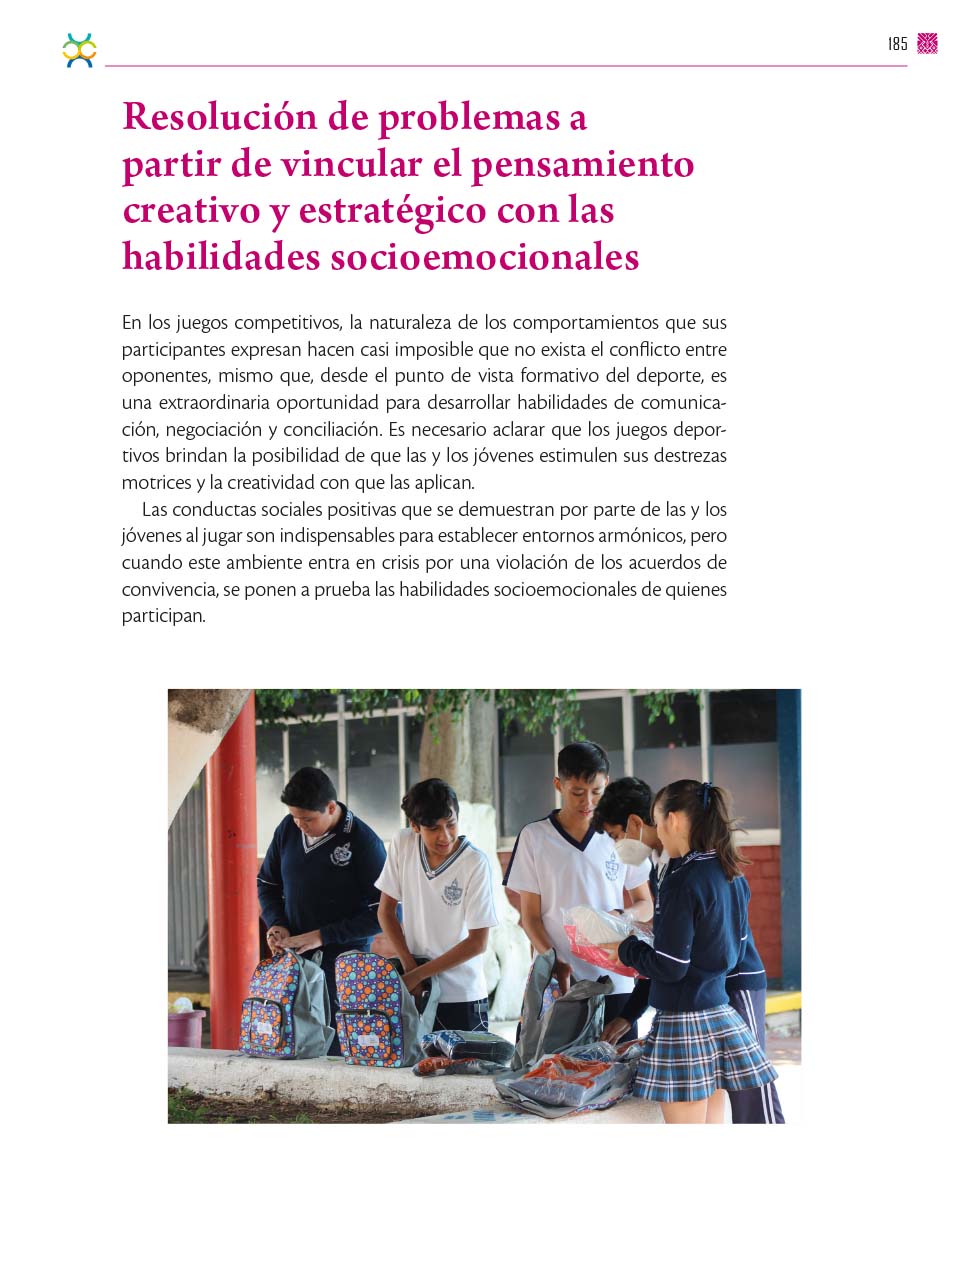 185
Resolución de problemas a
partir de vincular el pensamiento
creativo y estratégico con las
habilidades socioemocionales
En los juegos competitivos, la naturaleza de los comportamientos que sus
participantes expresan hacen casi imposible que no exista el conflicto entre
oponentes, mismo que, desde el punto de vista formativo del deporte, es
una extraordinaria oportunidad para desarrollar habilidades de comunica-
ción, negociación y conciliación. Es necesario aclarar que los juegos depor-
tivos brindan la posibilidad de que las y los jóvenes estimulen sus destrezas
motrices y la creatividad con que las aplican.
Las conductas sociales positivas que se demuestran por parte de las y los
jóvenes al jugar son indispensables para establecer entornos armónicos, pero
cuando este ambiente entra en crisis por una violación de los acuerdos de
convivencia, se ponen a prueba las habilidades socioemocionales de quienes
participan.